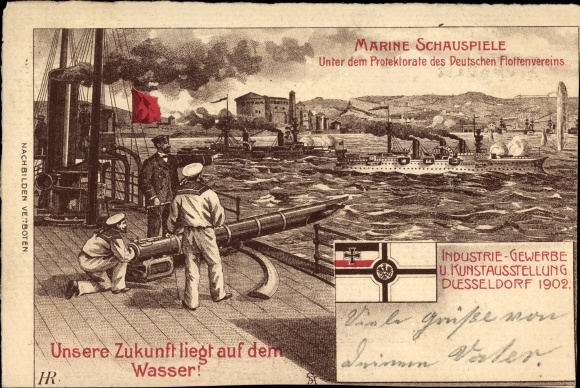 MARINE SCHAUSPIELE
Unter dem Protektorate des Deutschen Flottenvereins
NACHBILDEN VERBOTEN
INDUSTRIE-GEWERBE
U. KUNSTAUSSTELLUNG
DUESSELDORF 1902.
Viele Grüße von
Deinem Vater.
Unsere Zukunft liegt auf dem
Wasser!
HR